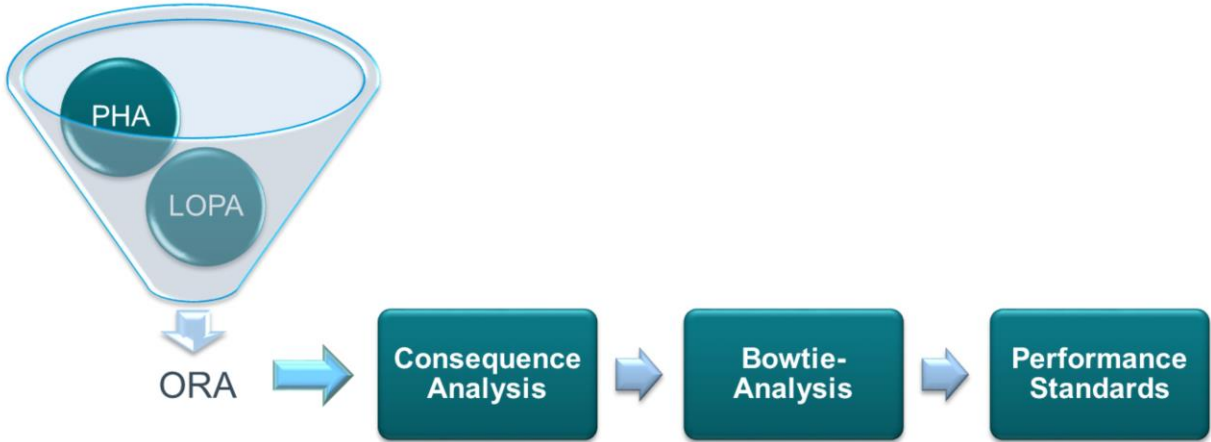 PHA
LOPA
ORA
Consequence
Analysis
Bowtie-
Analysis
Performance
Standards